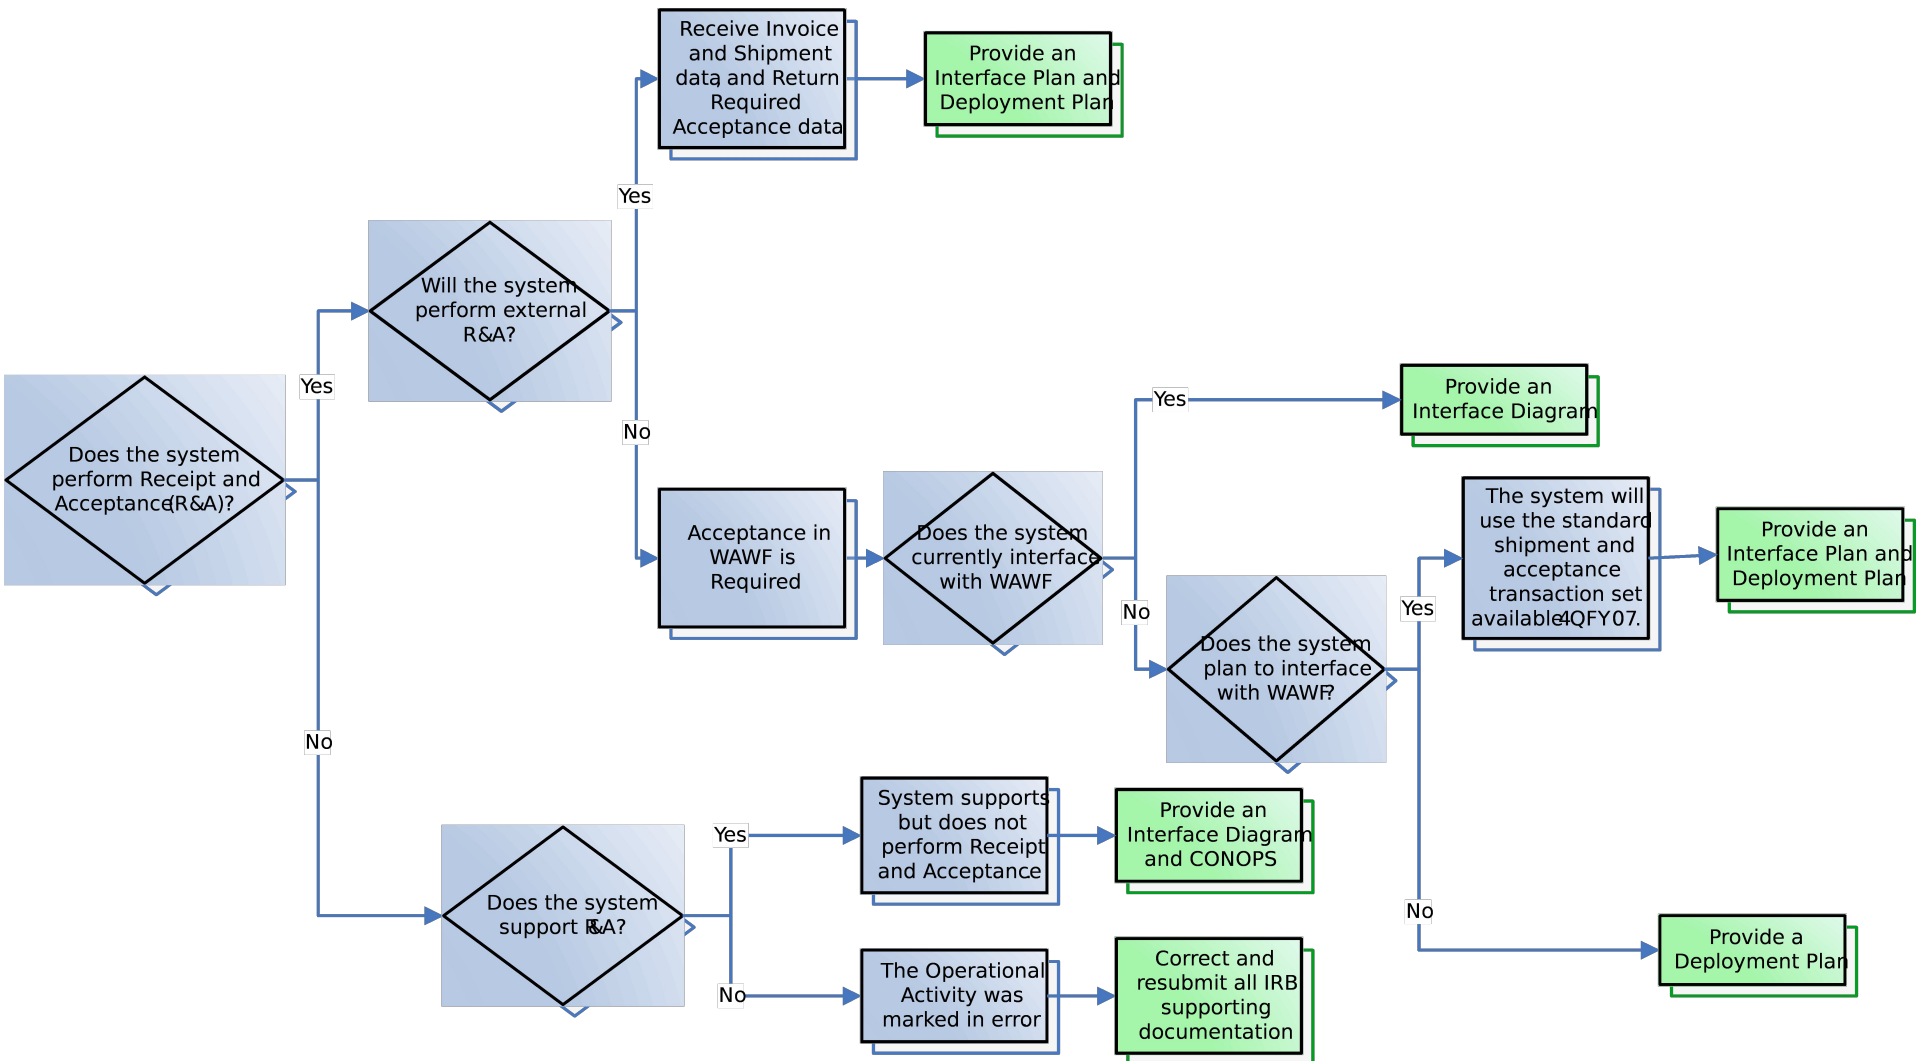 Receive Invoice
and Shipment
data, and Return
Required
Acceptance data.
Provide an
Interface Plan and
Deployment Plan
Yes
Will the system
perform external
R&A?
Yes
No
Does the system
perform Receipt and
Acceptance (R&A)?
No
Acceptance in
WAWF is
Required
Does the system
currently interface
with WAWF
Yes
Provide an
Interface Diagram
No
Does the system
plan to interface
with WAWF?
Yes
The system will
use the standard
shipment and
acceptance
transaction set
available 4QFY07.
Provide an
Interface Plan and
Deployment Plan
No
Provide a
Deployment Plan
Does the system
support R&A?
Yes
System supports
but does not
perform Receipt
and Acceptance.
Provide an
Interface Diagram
and CONOPS
No
The Operational
Activity was
marked in error
Correct and
resubmit all IRB
supporting
documentation